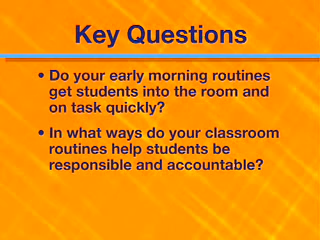 Key Questions
• Do your early morning routines
get students into the room and
on task quickly?
• In what ways do your classroom
routines help students be
responsible and accountable?